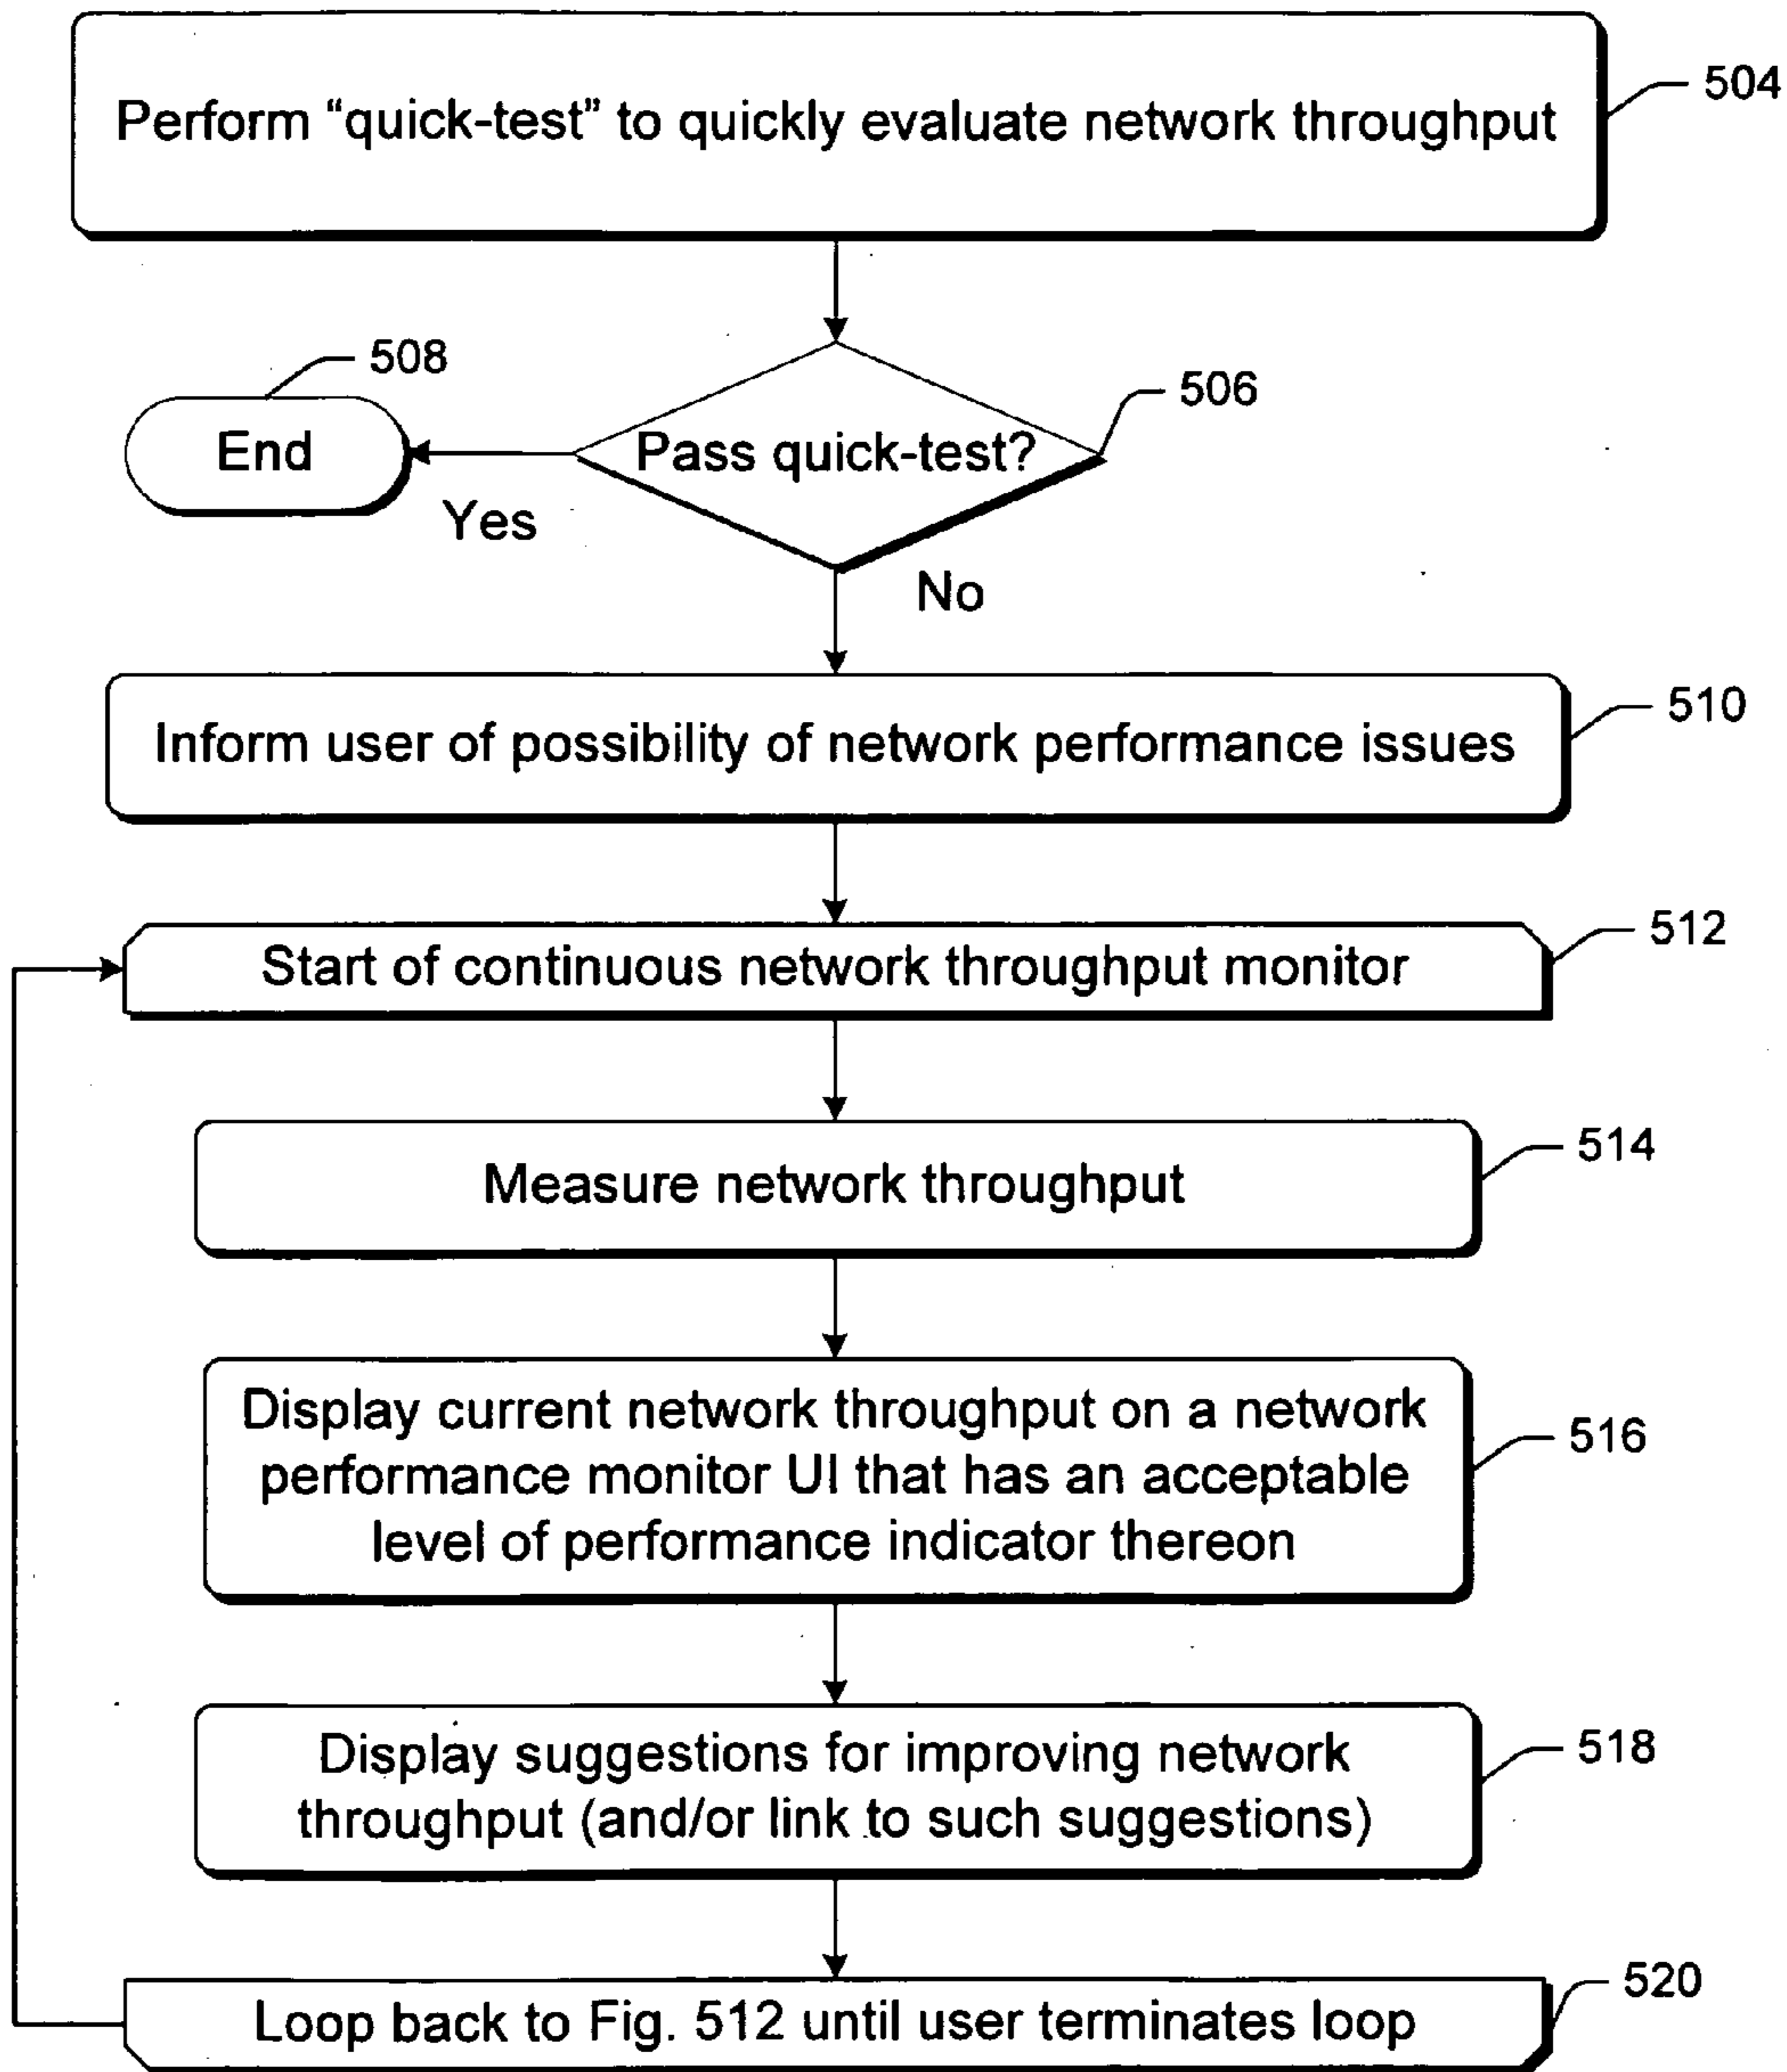 Perform “quick-test” to quickly evaluate network throughput
504
508
End
Yes
Pass quick-test?
506
No
Inform user of possibility of network performance issues
510
Start of continuous network throughput monitor
512
Measure network throughput
514
Display current network throughput on a network
performance monitor UI that has an acceptable
level of performance indicator thereon
516
Display suggestions for improving network
throughput (and/or link to such suggestions)
518
Loop back to Fig. 512 until user terminates loop
520